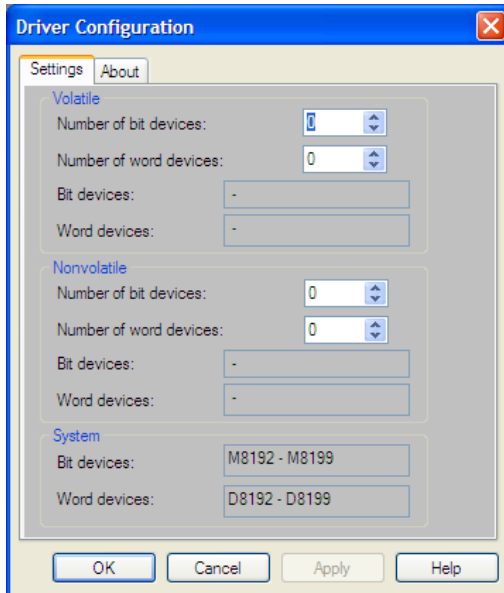 Driver Configuration
Settings About
Volatile
Number of bit devices: 0
Number of word devices: 0
Bit devices: -
Word devices: -
Nonvolatile
Number of bit devices: 0
Number of word devices: 0
Bit devices: -
Word devices: -
System
Bit devices: M8192 - M8199
Word devices: D8192 - D8199
OK Cancel Apply Help